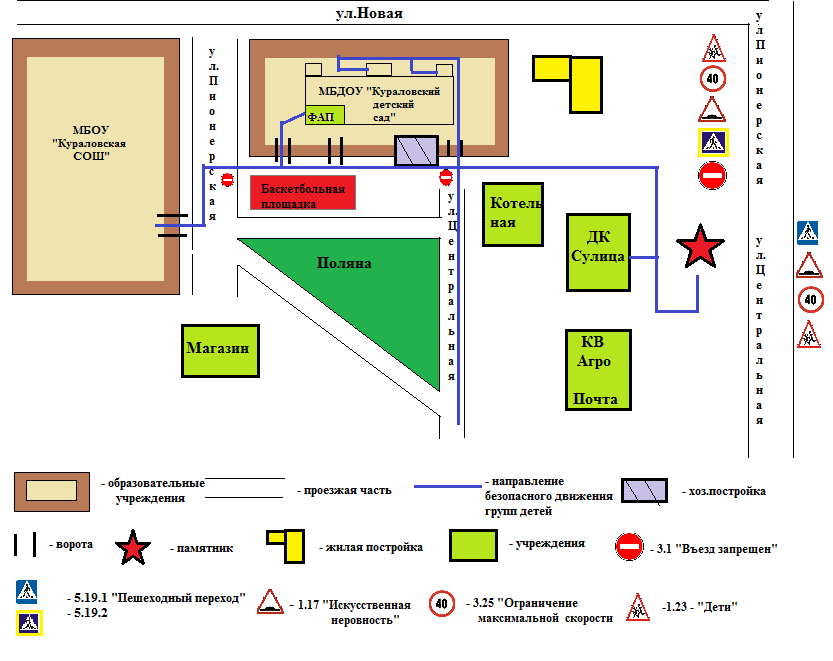 ул.Новая
ул.Пионерская
ул.Пионерская
МБОУ
"Кураловская
СОШ"
МБДОУ "Кураловский
детский
сад"
ФАП
40
Баскетбольная
площадка
Котель
ная
ДК
Сулица
ул.Центральная
ул.Центральная
Поляна
40
Магазин
КВ
Агро
Почта
- образовательные
учреждения
- проезжая часть
- направление
безопасного движения
групп детей
- хоз.постройка
- ворота
- памятник
- жилая постройка
- учреждения
- 3.1 "Въезд запрещен"
- 5.19.1 "Пешеходный переход"
- 5.19.2
- 1.17 "Искусственная
неровность"
40
- 3.25 "Ограничение
максимальной скорости
-1.23 - "Дети"